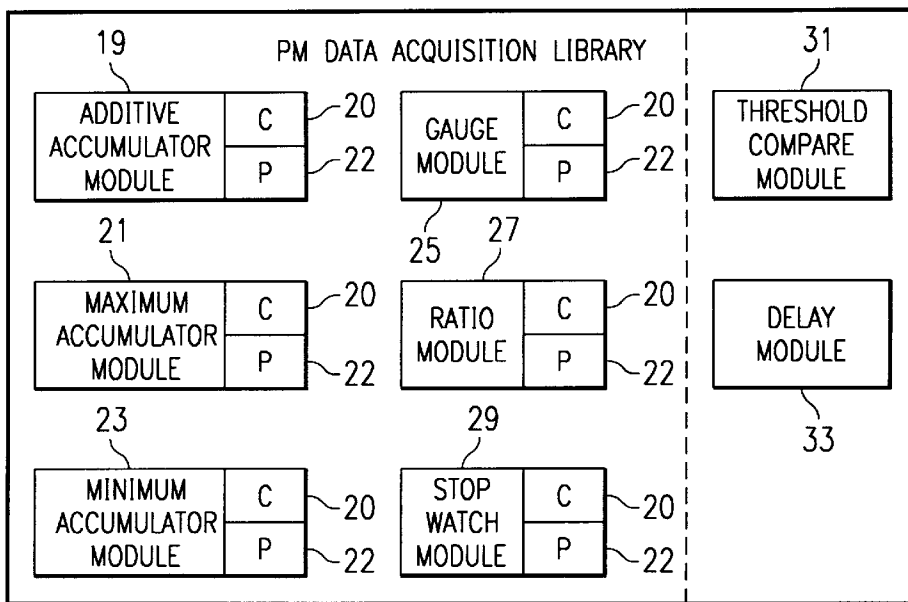 PM DATA ACQUISITION LIBRARY
19
ADDITIVE
ACCUMULATOR
MODULE
C
P
20
22
GAUGE
MODULE
C
P
20
22
25
31
THRESHOLD
COMPARE
MODULE
21
MAXIMUM
ACCUMULATOR
MODULE
C
P
20
22
27
RATIO
MODULE
C
P
20
22
DELAY
MODULE
33
23
MINIMUM
ACCUMULATOR
MODULE
C
P
20
22
29
STOP
WATCH
MODULE
C
P
20
22